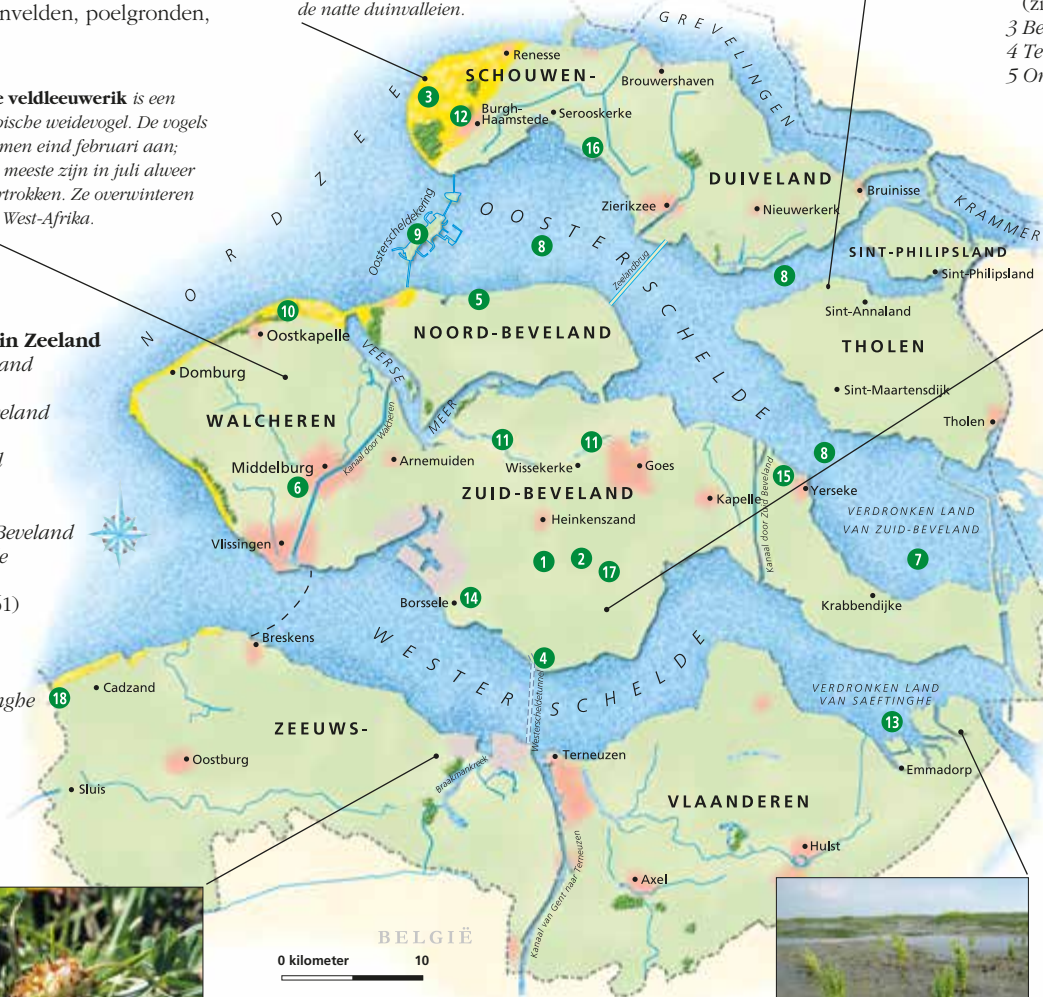 nvelden, poelgronden,
de natte duinvalleien.
3 Be
4 Te
5 On
e veldleeuwerik is een
pische weidevogel. De vogels
men eind februari aan;
meeste zijn in juli alweer
rtrokken. Ze overwinteren
West-Afrika.
in Zeeland
and
eland
Beveland
e
51)
nghe
NORDZEE
GREVELINGEN
Renesse
SCHOUWEN-
Brouwershaven
3
12
Burgh-
Haamstede
Serooskerke
16
DUIVELAND
Bruinisse
Zierikzee
Nieuwerkerk
KRAMMER
OOSTERSCHELDE
Oosterscheldekering
9
8
Zeelandbrug
8
SINT-PHILIPSLAND
Sint-Philipsland
10
5
Sint-Annaland
Oostkapelle
NOORD-BEVELAND
THOLEN
VEERSE
MEER
Domburg
Sint-Maartensdijk
WALCHEREN
Kanaal door Walcheren
Tholen
11
11
8
Middelburg
Arnemuiden
Wissekerke
Goes
15
6
ZUID-BEVELAND
Kapelle
Kanaal door Zuid Beveland
Yerseke
Heinkenszand
VERDRONKEN LAND
VAN ZUID-BEVELAND
Vlissingen
1
2
17
7
Borssele
14
Krabbendijke
WESTERSCHELDE
Breskens
4
Westerscheldetunnel
18
Cadzand
VERDRONKEN LAND
VAN SAEFTINGHE
13
ZEEUWS-
Terneuzen
Emmadorp
Oostburg
Braakmankreek
Sluis
VLAANDEREN
Hulst
Axel
Kanaal van Gent naar Terneuzen
BELGIË
0 kilometer 10